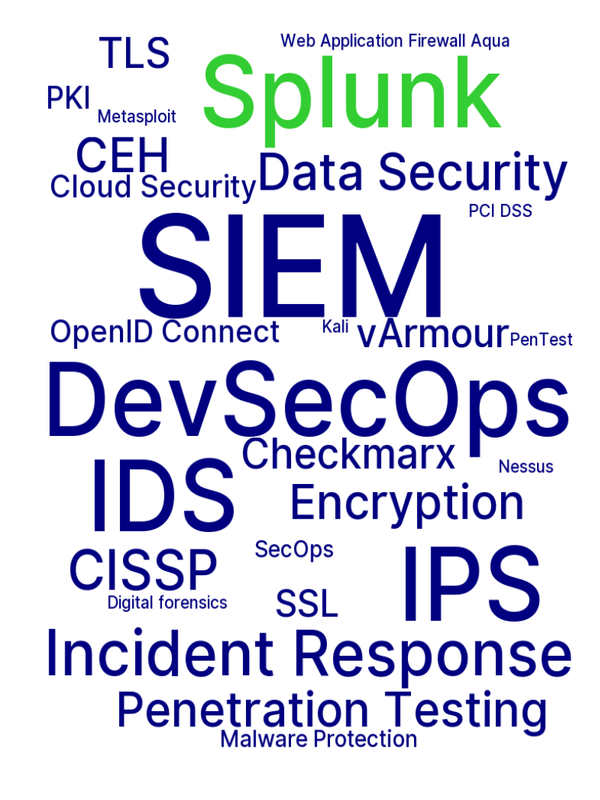 Web Application Firewall Aqua
TLS
Splunk
PKI
Metasploit
CEH
Data Security
Cloud Security
PCI DSS
SIEM
OpenID Connect
Kali
vArmour
PenTest
DevSecOps
Checkmarx
Nessus
IDS
Encryption
SecOps
CISSP
IPS
Digital forensics
SSL
Incident Response
Penetration Testing
Malware Protection